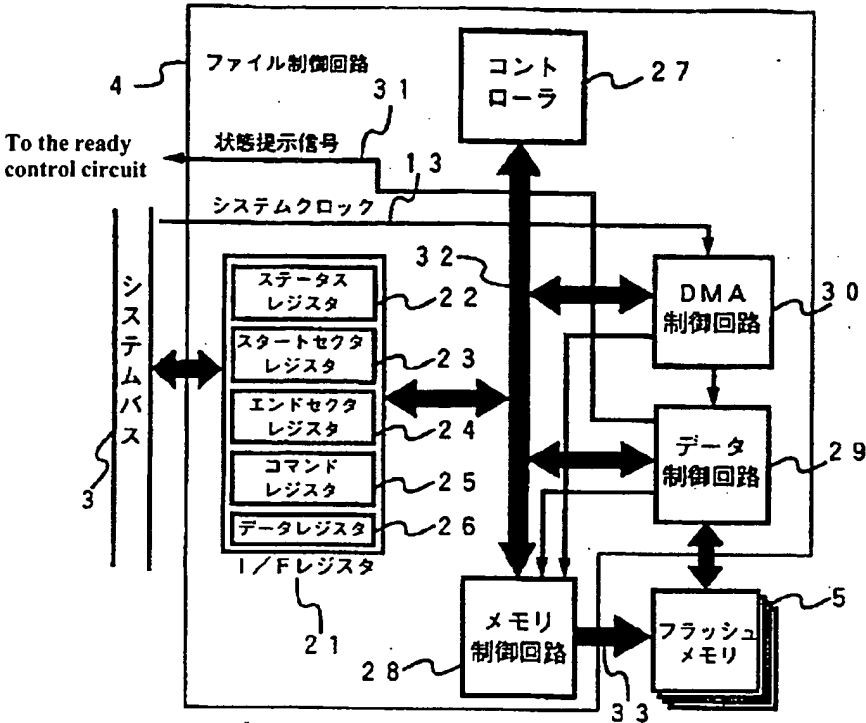 4
ファイル制御回路
コント
ローラ
27
31
To the ready
control circuit
状態提示信号
13
システムクロック
システムバス
3
32
ステータス
レジスタ
22
スタートセクタ
レジスタ
23
エンドセクタ
レジスタ
24
コマンド
レジスタ
25
データレジスタ
26
I/Fレジスタ
21
DMA
制御回路
30
データ
制御回路
29
メモリ
制御回路
28
33
フラッシュ
メモリ
5